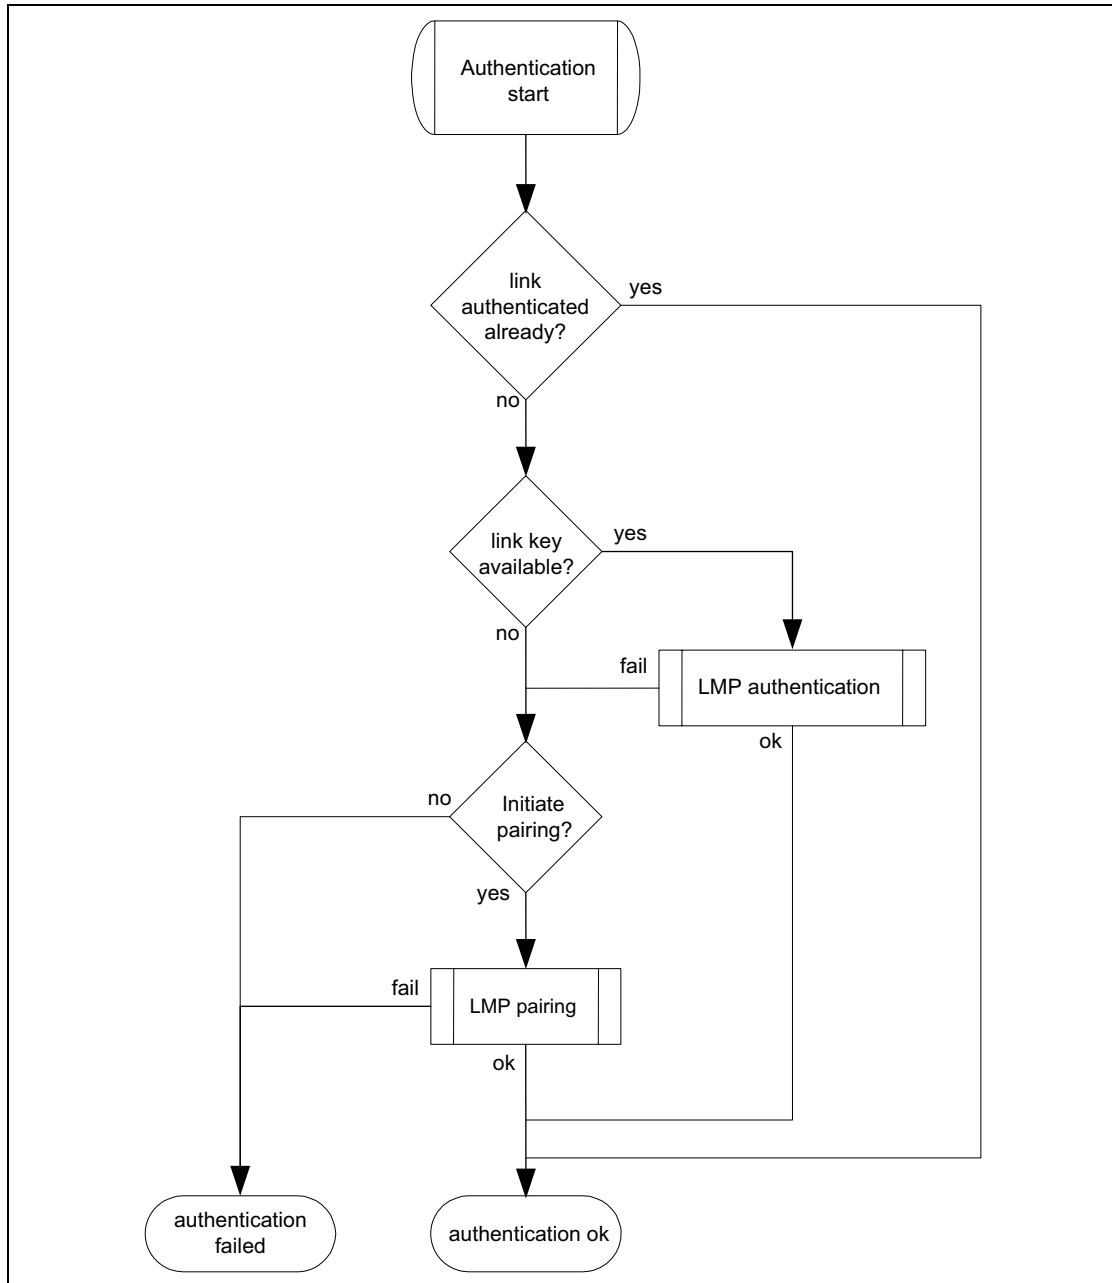 Authentication
start
link
authenticated
already?
yes
no
link key
available?
yes
no
fail
LMP authentication
ok
no
Initiate
pairing?
yes
fail
LMP pairing
ok
authentication
failed
authentication ok